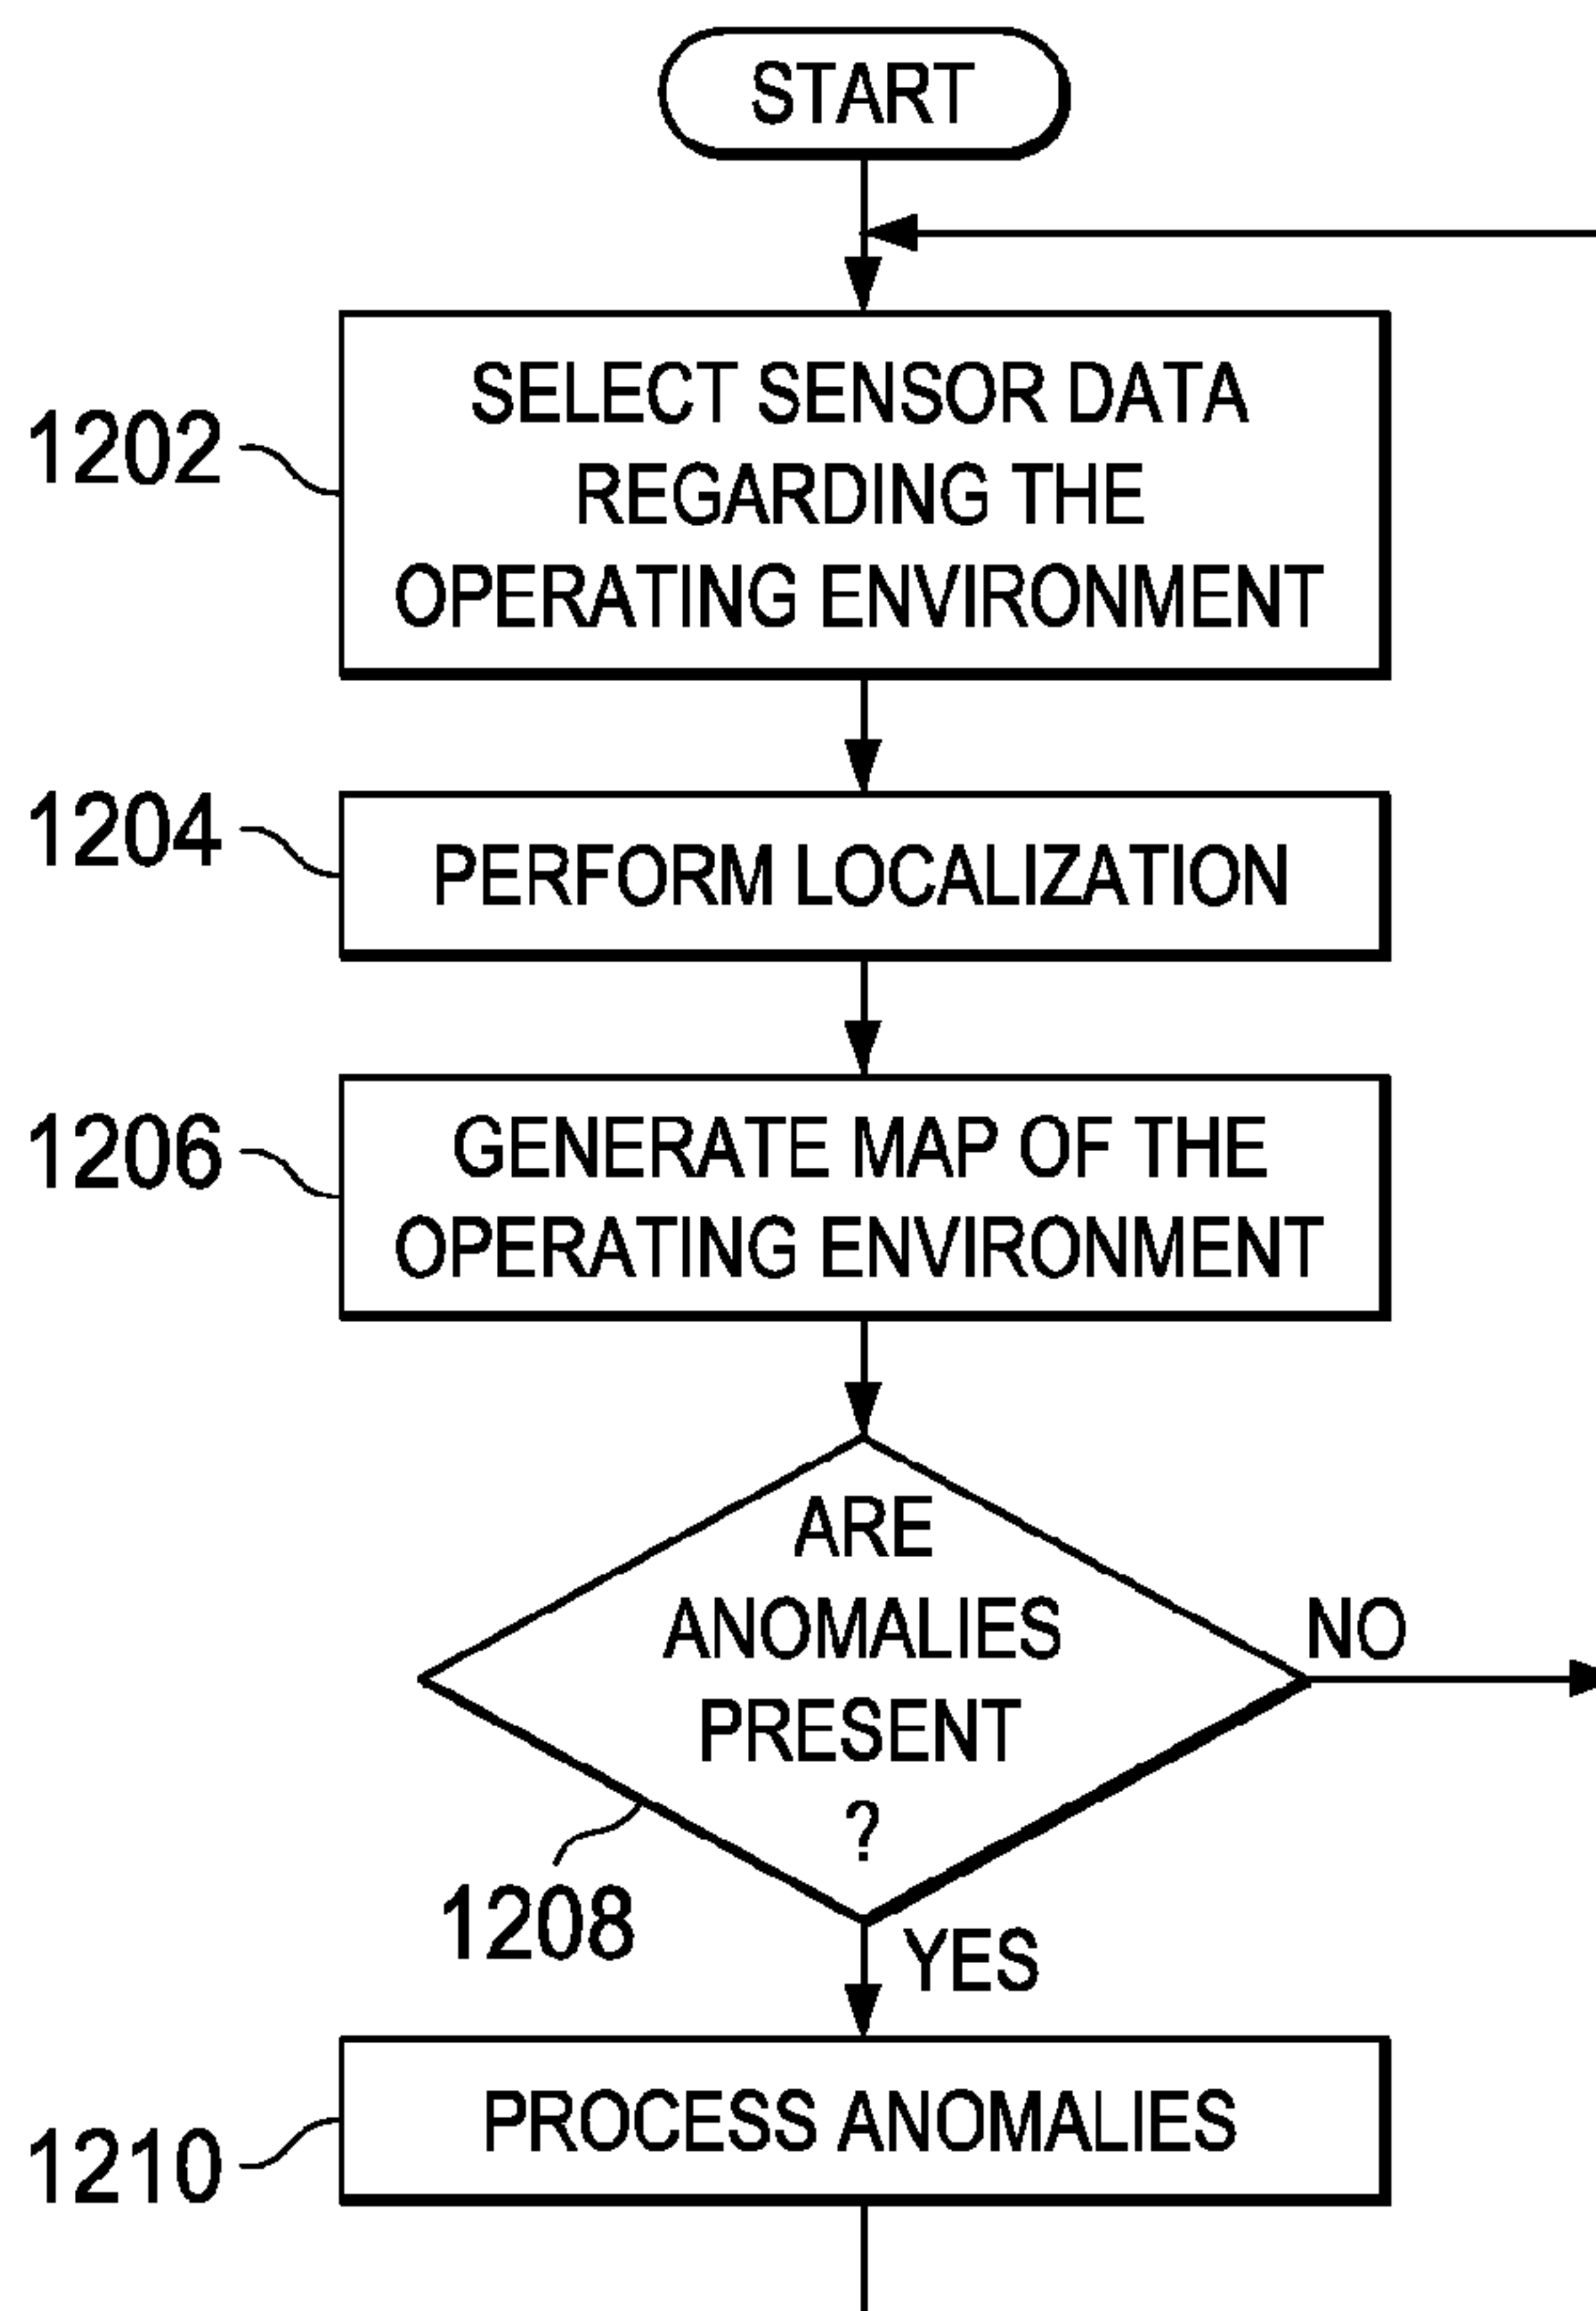 START
1202
SELECT SENSOR DATA
REGARDING THE
OPERATING ENVIRONMENT
1204
PERFORM LOCALIZATION
1206
GENERATE MAP OF THE
OPERATING ENVIRONMENT
ARE
ANOMALIES
PRESENT
?
NO
1208
YES
PROCESS ANOMALIES
1210